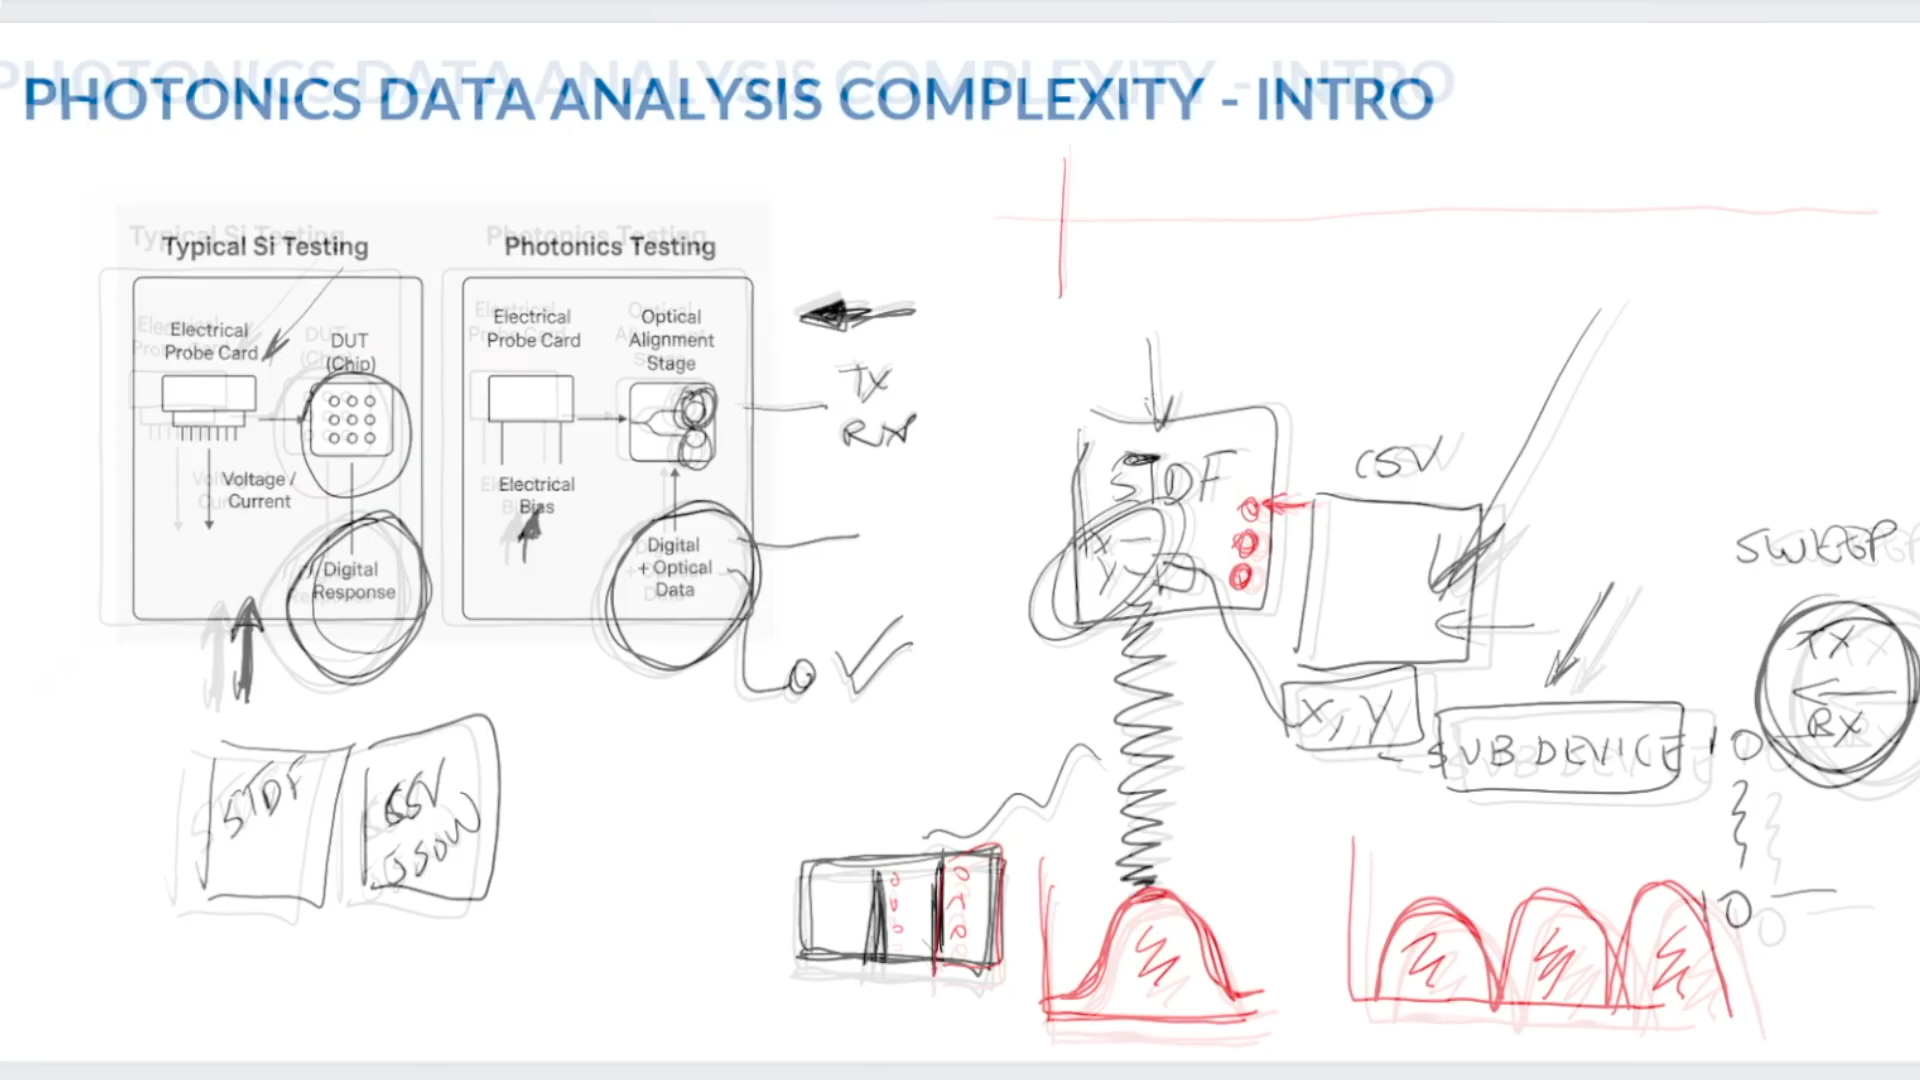 PHOTONICS DATA ANALYSIS COMPLEXITY - INTRO
Typical Si Testing
Electrical
Probe Card
DUT
(Chip)
Voltage /
Current
Digital
Response
Photonics Testing
Electrical
Probe Card
Optical
Alignment
Stage
Electrical
Bias
Digital
+ Optical
Data
TX
RX
STDF
CSV
JSON
STDF
X
Y
CSV
X, Y
SUB DEVICE
SWEEP
TX
RX